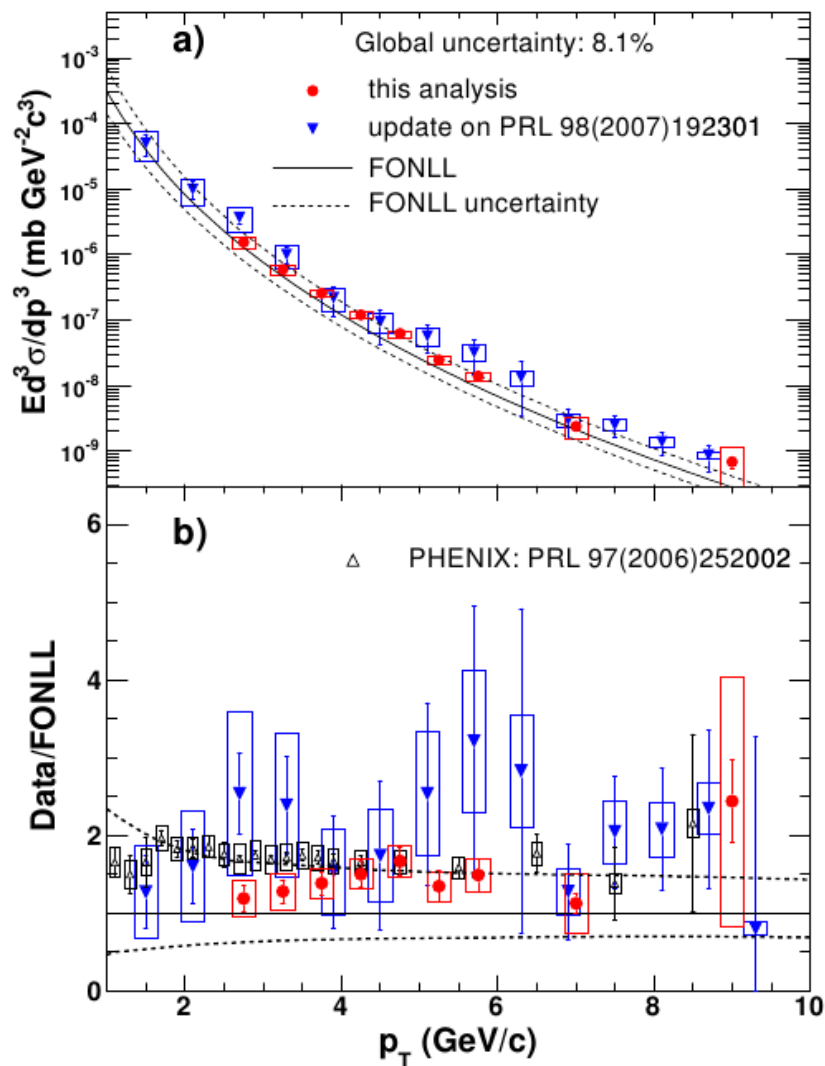 a)
Global uncertainty: 8.1%
this analysis
update on PRL 98(2007)192301
FONLL
FONLL uncertainty
Ed³σ/dp³ (mb GeV⁻²c³)
10⁻³
10⁻⁴
10⁻⁵
10⁻⁶
10⁻⁷
10⁻⁸
10⁻⁹
b)
PHENIX: PRL 97(2006)252002
Data/FONLL
6
4
2
0
2 4 6 8 10
p_T (GeV/c)